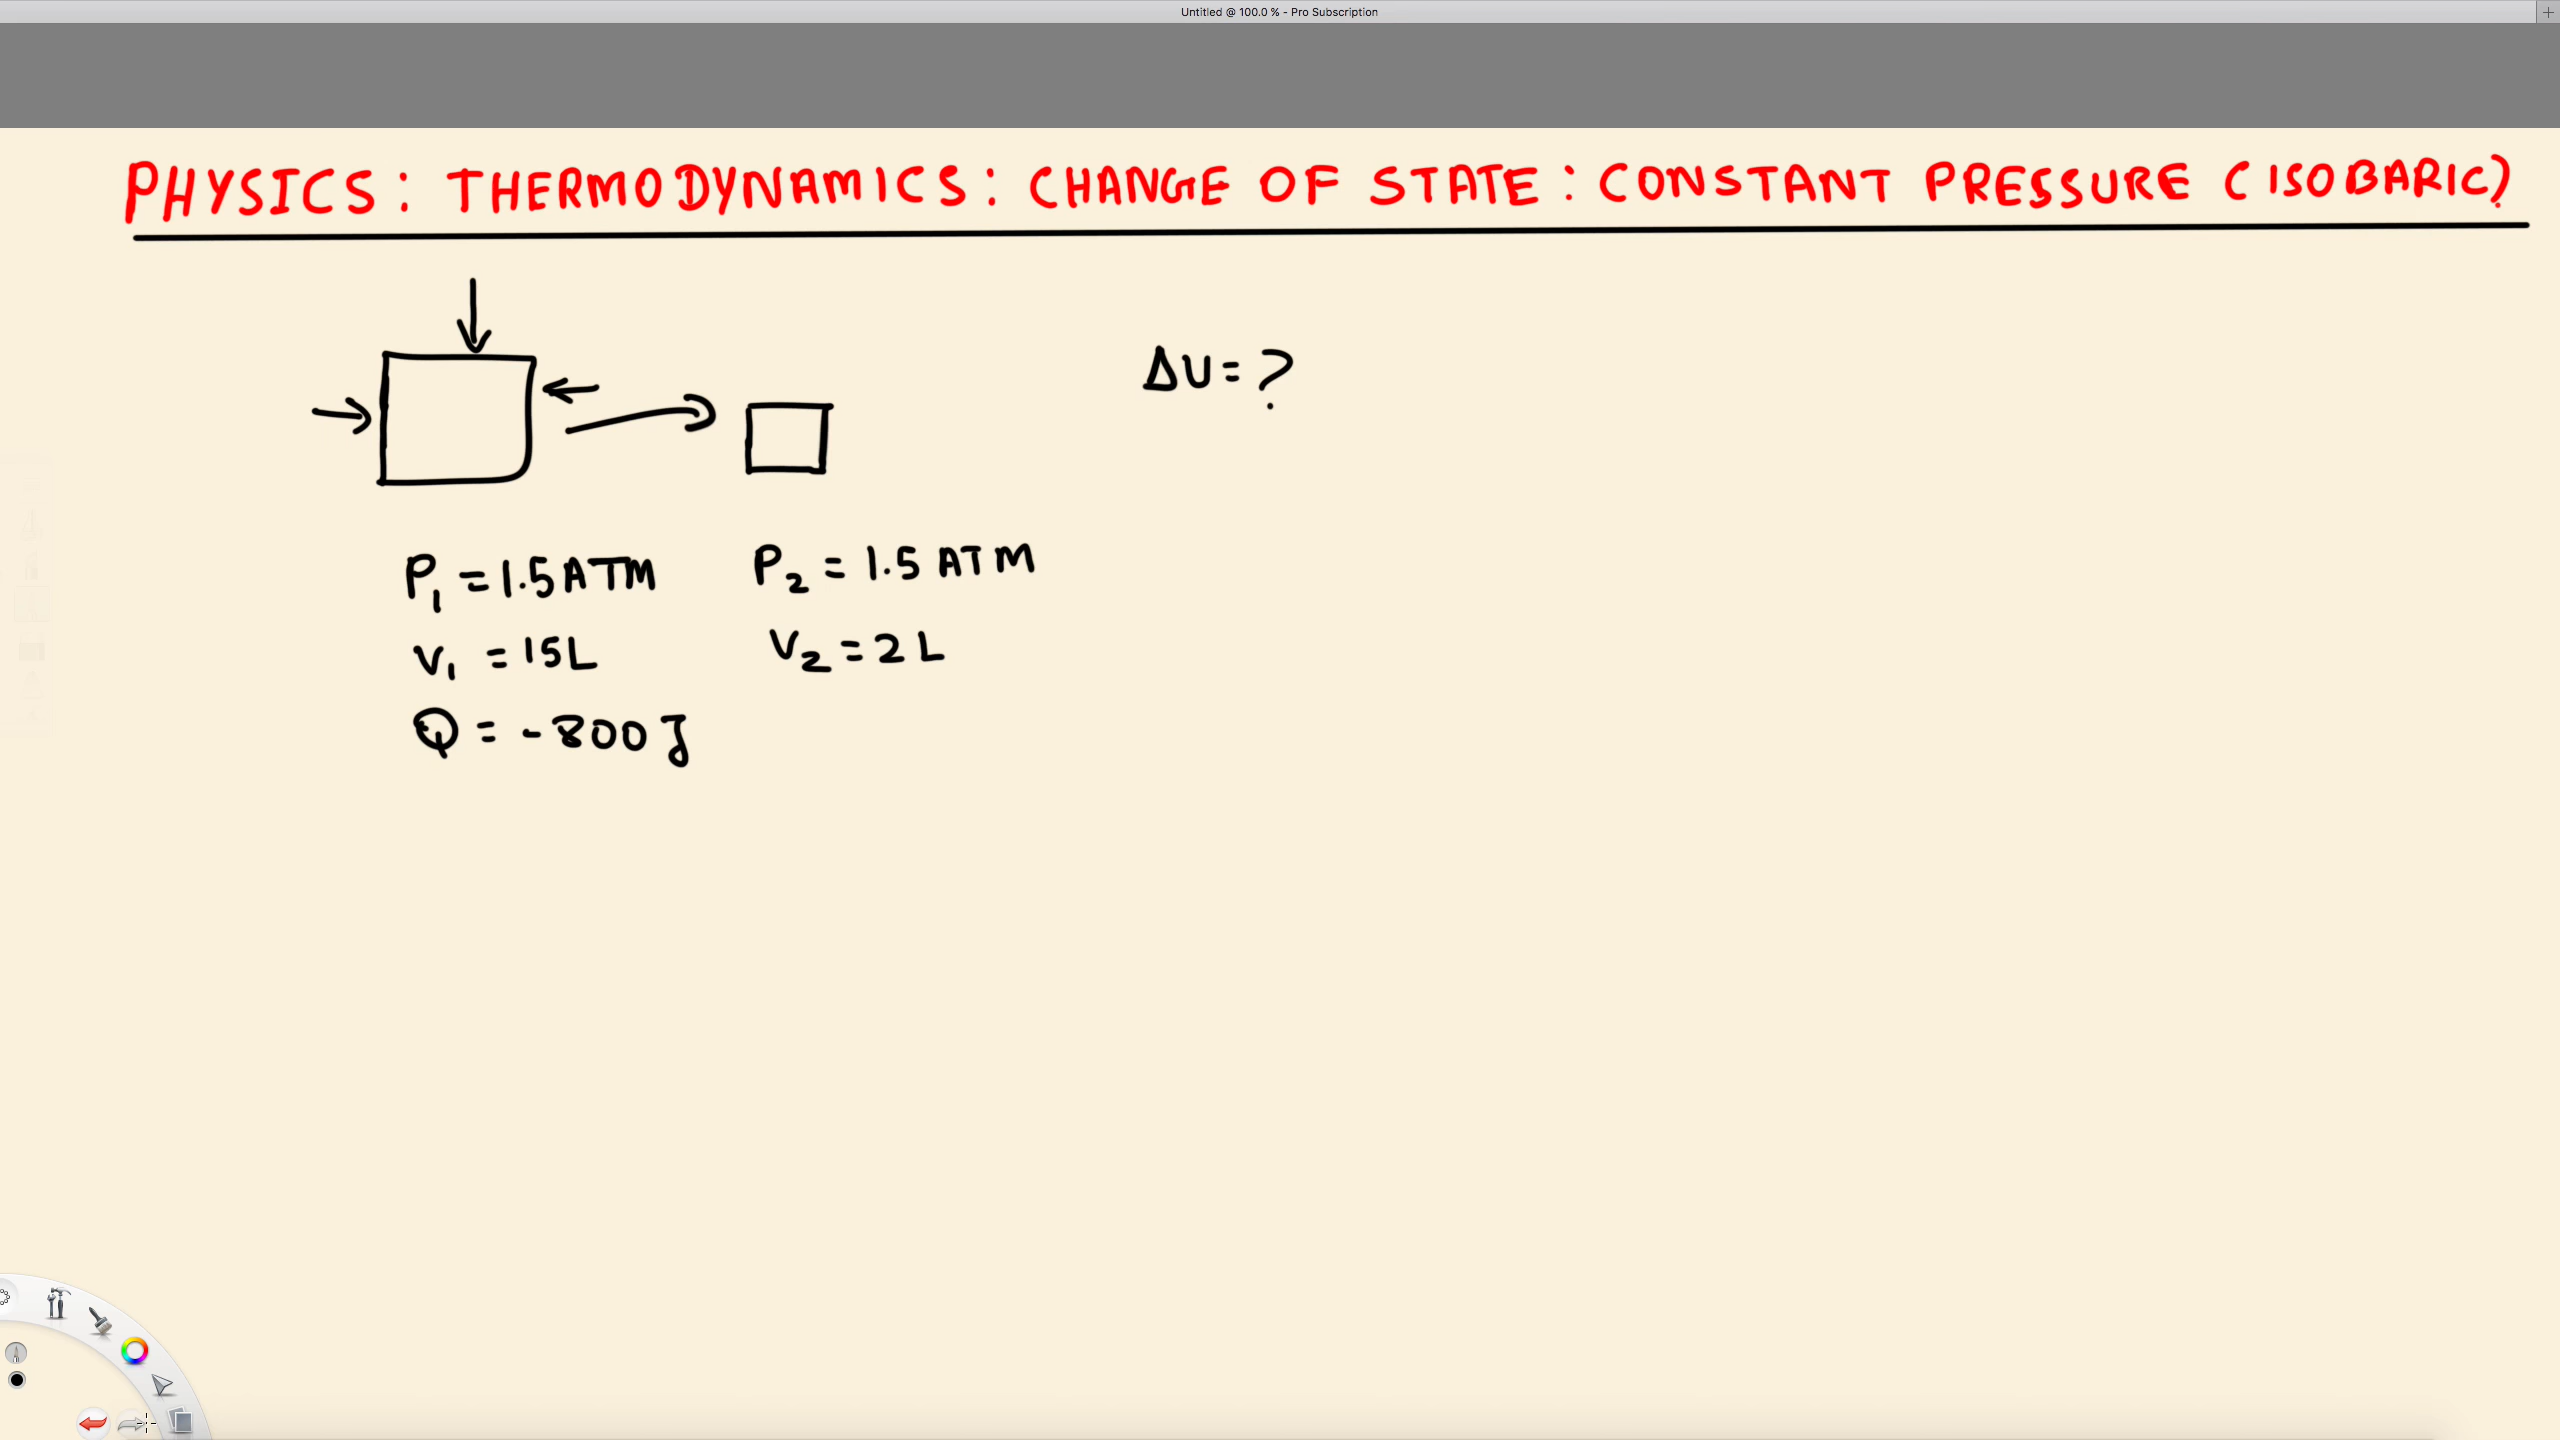 Untitled @ 100.0 % - Pro Subscription
PHYSICS: THERMODYNAMICS: CHANGE OF STATE: CONSTANT PRESSURE (ISOBARIC)
ΔU = ?
P₁ = 1.5 ATM P₂ = 1.5 ATM
V₁ = 15L V₂ = 2 L
Q = -800 J